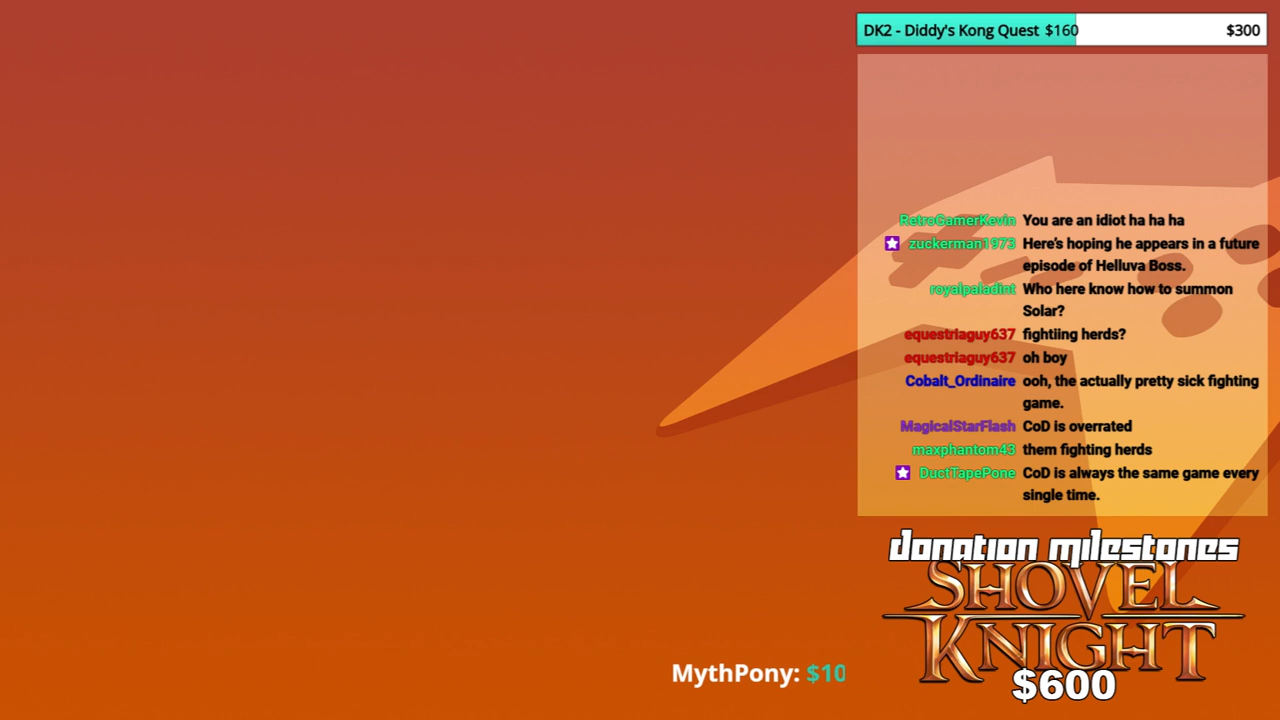 DK2 - Diddy's Kong Quest $160 $300
RetroGamerKevin You are an idiot ha ha ha
zuckerman1973 Here's hoping he appears in a future
episode of Helluva Boss.
royalpaladint Who here know how to summon
Solar?
equestriaguy637 fightiing herds?
equestriaguy637 oh boy
Cobalt_Ordinaire ooh, the actually pretty sick fighting
game.
MagicalStarFlash CoD is overrated
maxphantom43 them fighting herds
DuctTapePone CoD is always the same game every
single time.
donation milestones
SHOVEL
KNIGHT
$600
MythPony: $10